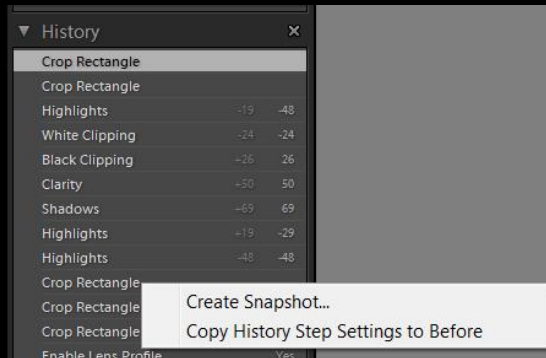 ▼ History ×
Crop Rectangle
Crop Rectangle
Highlights -19 -48
White Clipping -24 -24
Black Clipping +26 26
Clarity +50 50
Shadows +69 69
Highlights +19 -29
Highlights -48 -48
Crop Rectangle
Create Snapshot...
Crop Rectangle
Copy History Step Settings to Before
Crop Rectangle
Enable Lens Profile Yes